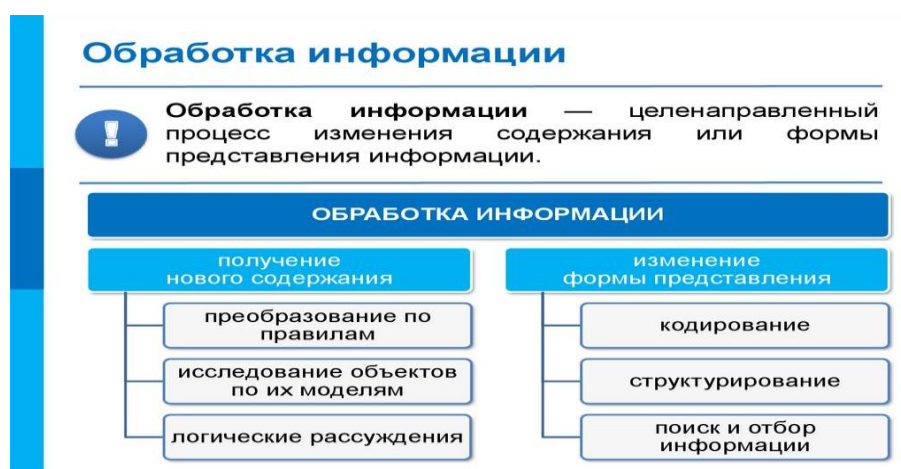 Обработка информации
Обработка информации — целенаправленный
процесс изменения содержания или формы
представления информации.
ОБРАБОТКА ИНФОРМАЦИИ
получение
нового содержания
преобразование по
правилам
исследование объектов
по их моделям
логические рассуждения
изменение
формы представления
кодирование
структурирование
поиск и отбор
информации